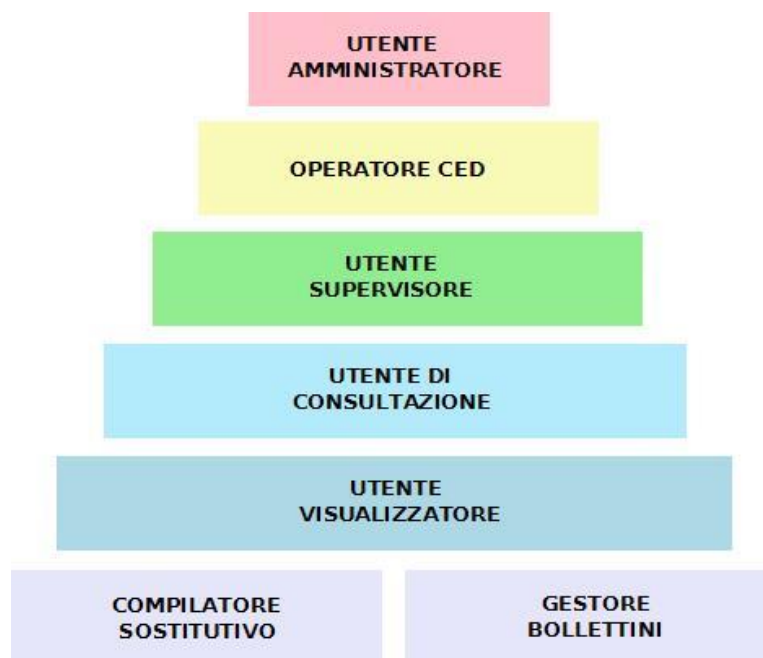 UTENTE
AMMINISTRATORE
OPERATORE CED
UTENTE
SUPERVISORE
UTENTE DI
CONSULTAZIONE
UTENTE
VISUALIZZATORE
COMPILATORE
SOSTITUTIVO
GESTORE
BOLLETTINI